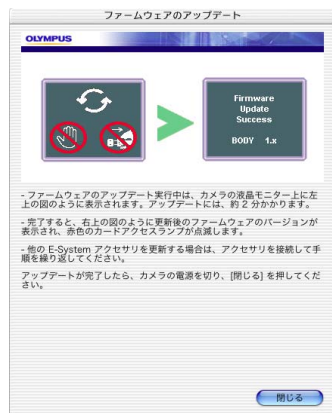 ファームウェアのアップデート
OLYMPUS
Firmware
Update
Success
BODY 1.x
- ファームウェアのアップデート実行中は、カメラの液晶モニター上に左
上の図のように表示されます。アップデートには、約 2 分かかります。
- 完了すると、右上の図のように更新後のファームウェアのバージョンが
表示され、赤色のカードアクセスランプが点滅します。
- 他の E-System アクセサリを更新する場合は、アクセサリを接続して手
順を繰り返してください。
アップデートが完了したら、カメラの電源を切り、[閉じる] を押してくだ
さい。
閉じる